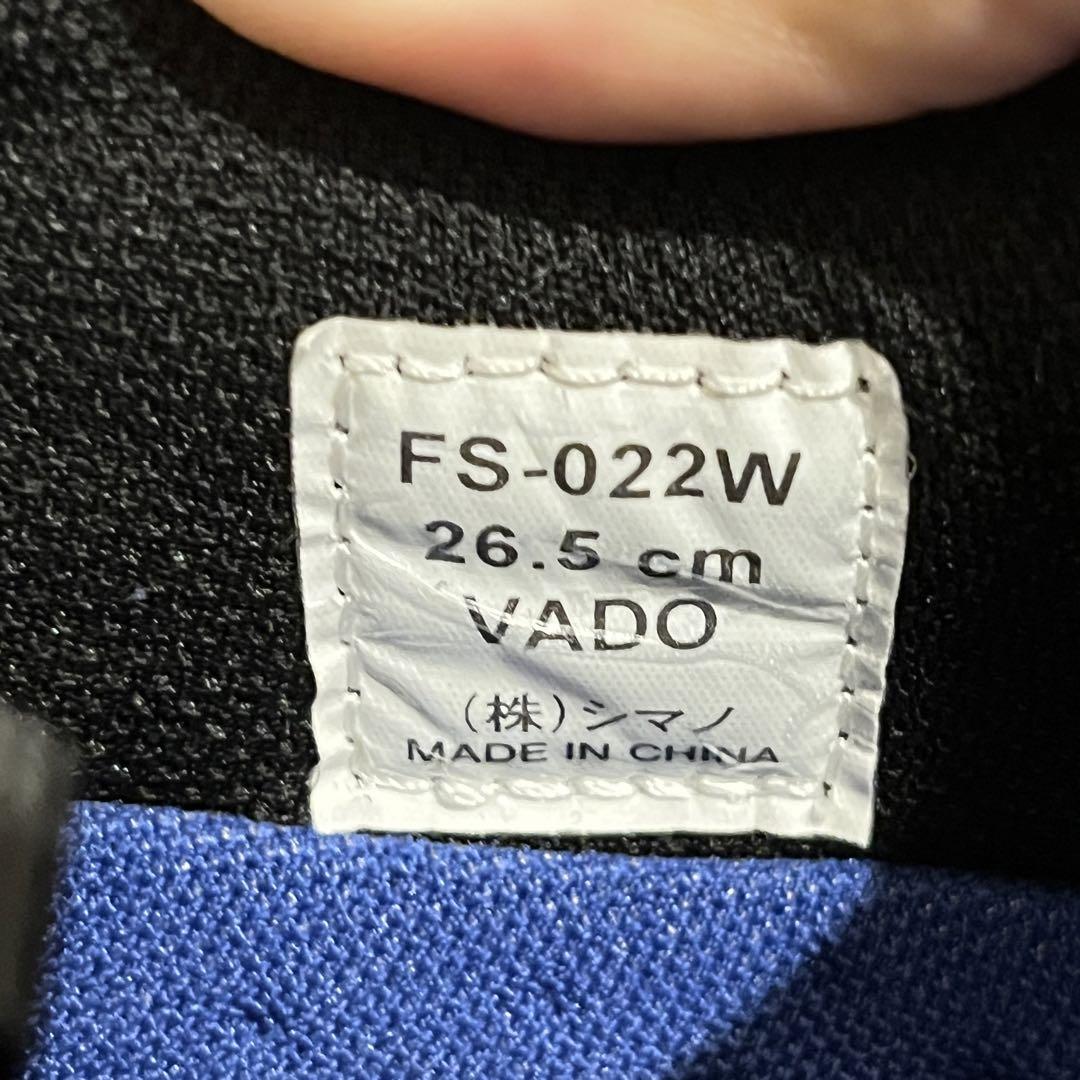 FS-022W
26.5 cm
VADO
(株)シマノ
MADE IN CHINA